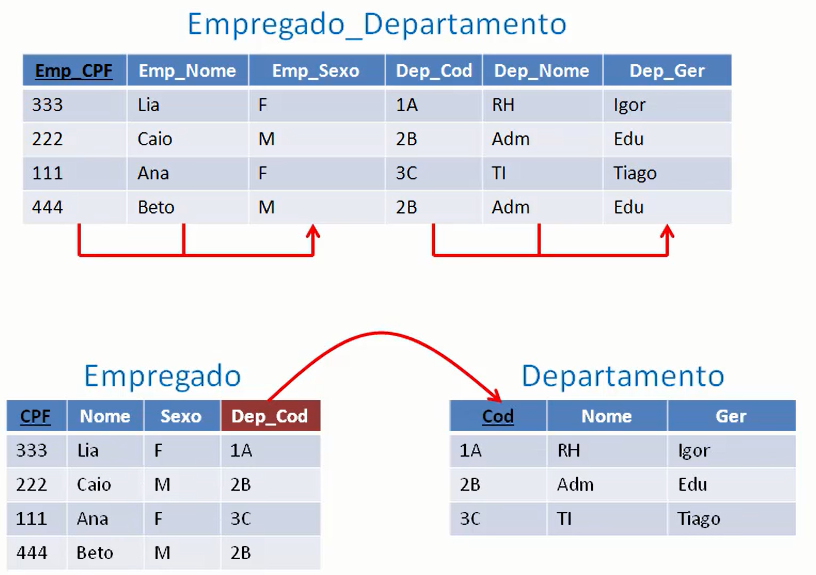 Empregado_Departamento
Emp_CPF Emp_Nome Emp_Sexo Dep_Cod Dep_Nome Dep_Ger
333 Lia F 1A RH Igor
222 Caio M 2B Adm Edu
111 Ana F 3C TI Tiago
444 Beto M 2B Adm Edu
Empregado
CPF Nome Sexo Dep_Cod
333 Lia F 1A
222 Caio M 2B
111 Ana F 3C
444 Beto M 2B
Departamento
Cod Nome Ger
1A RH Igor
2B Adm Edu
3C TI Tiago